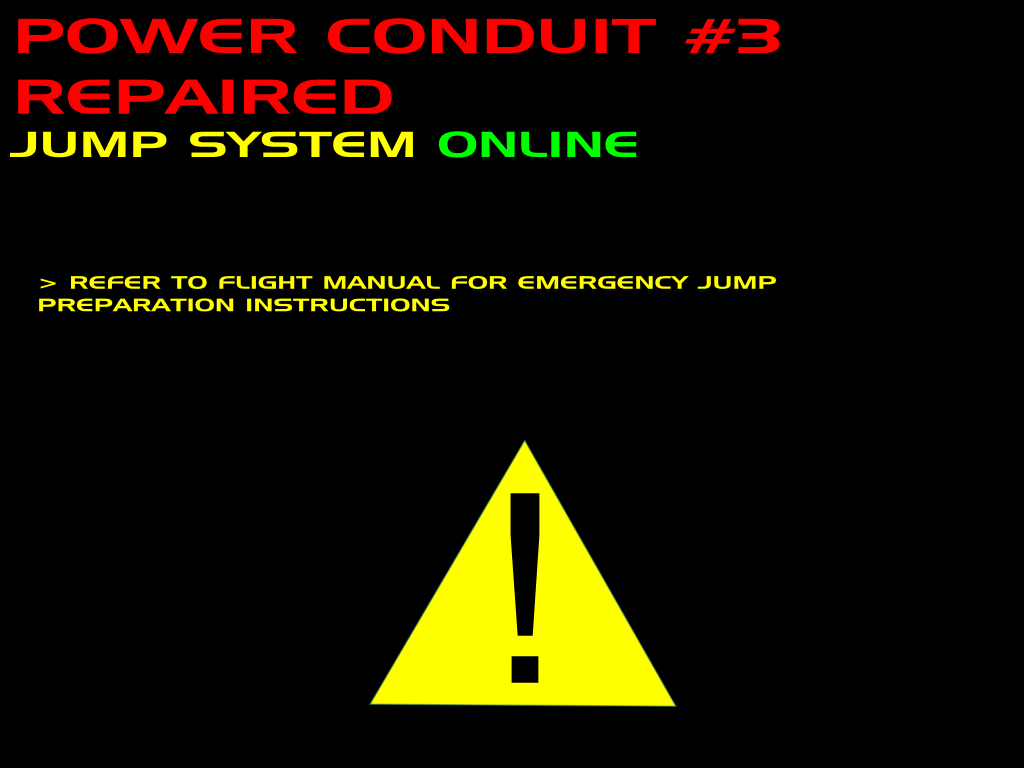 POWER CONDUIT #3
REPAIRED
JUMP SYSTEM ONLINE
> REFER TO FLIGHT MANUAL FOR EMERGENCY JUMP
PREPARATION INSTRUCTIONS
!